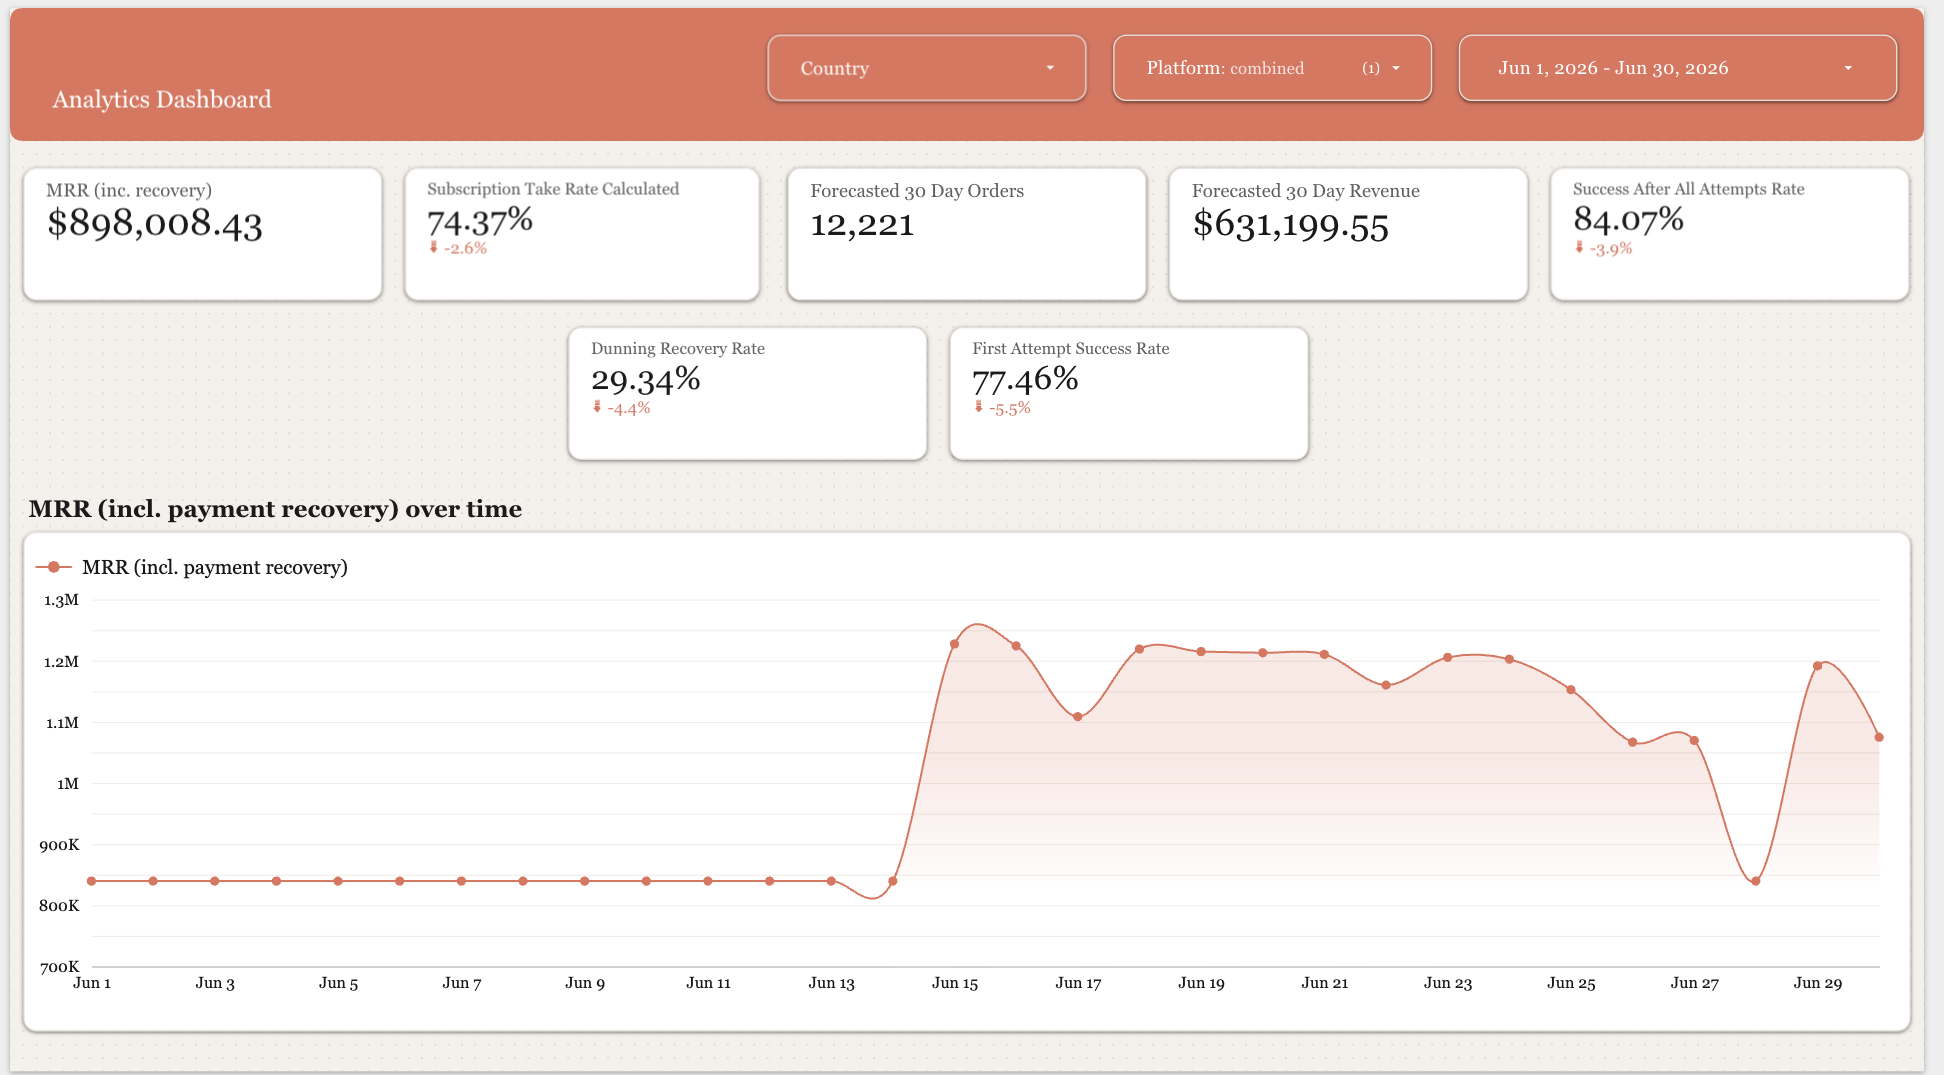 Analytics Dashboard
Country
Platform: combined (1)
Jun 1, 2026 - Jun 30, 2026
MRR (inc. recovery)
$898,008.43
Subscription Take Rate Calculated
74.37%
-2.6%
Forecasted 30 Day Orders
12,221
Forecasted 30 Day Revenue
$631,199.55
Success After All Attempts Rate
84.07%
-3.9%
Dunning Recovery Rate
29.34%
-4.4%
First Attempt Success Rate
77.46%
-5.5%
MRR (incl. payment recovery) over time
MRR (incl. payment recovery)
1.3M
1.2M
1.1M
1M
900K
800K
700K
Jun 1 Jun 3 Jun 5 Jun 7 Jun 9 Jun 11 Jun 13 Jun 15 Jun 17 Jun 19 Jun 21 Jun 23 Jun 25 Jun 27 Jun 29